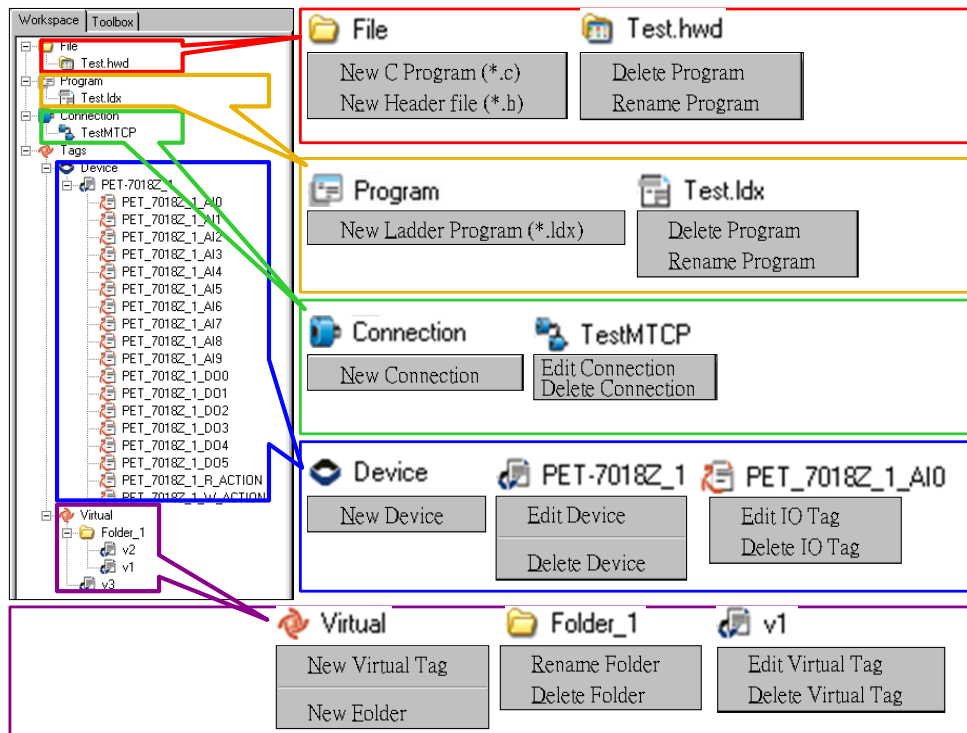 Workspace
Toolbox
File
Test.hwd
Program
Test.ldx
Connection
TestMTCP
Tags
Device
PET-7018Z_1
PET_7018Z_1_AI0
PET_7018Z_1_AI1
PET_7018Z_1_AI2
PET_7018Z_1_AI3
PET_7018Z_1_AI4
PET_7018Z_1_AI5
PET_7018Z_1_AI6
PET_7018Z_1_AI7
PET_7018Z_1_AI8
PET_7018Z_1_AI9
PET_7018Z_1_DO0
PET_7018Z_1_DO1
PET_7018Z_1_DO2
PET_7018Z_1_DO3
PET_7018Z_1_DO4
PET_7018Z_1_DO5
PET_7018Z_1_R_ACTION
PET_7018Z_1_W_ACTION
Virtual
Folder_1
v2
v1
v3
File
New C Program (*.c)
New Header file (*.h)
Test.hwd
Delete Program
Rename Program
Program
New Ladder Program (*.ldx)
Test.ldx
Delete Program
Rename Program
Connection
New Connection
TestMTCP
Edit Connection
Delete Connection
Device
New Device
PET-7018Z_1
Edit Device
Delete Device
PET_7018Z_1_AI0
Edit IO Tag
Delete IO Tag
Virtual
New Virtual Tag
New Folder
Folder_1
Rename Folder
Delete Folder
v1
Edit Virtual Tag
Delete Virtual Tag